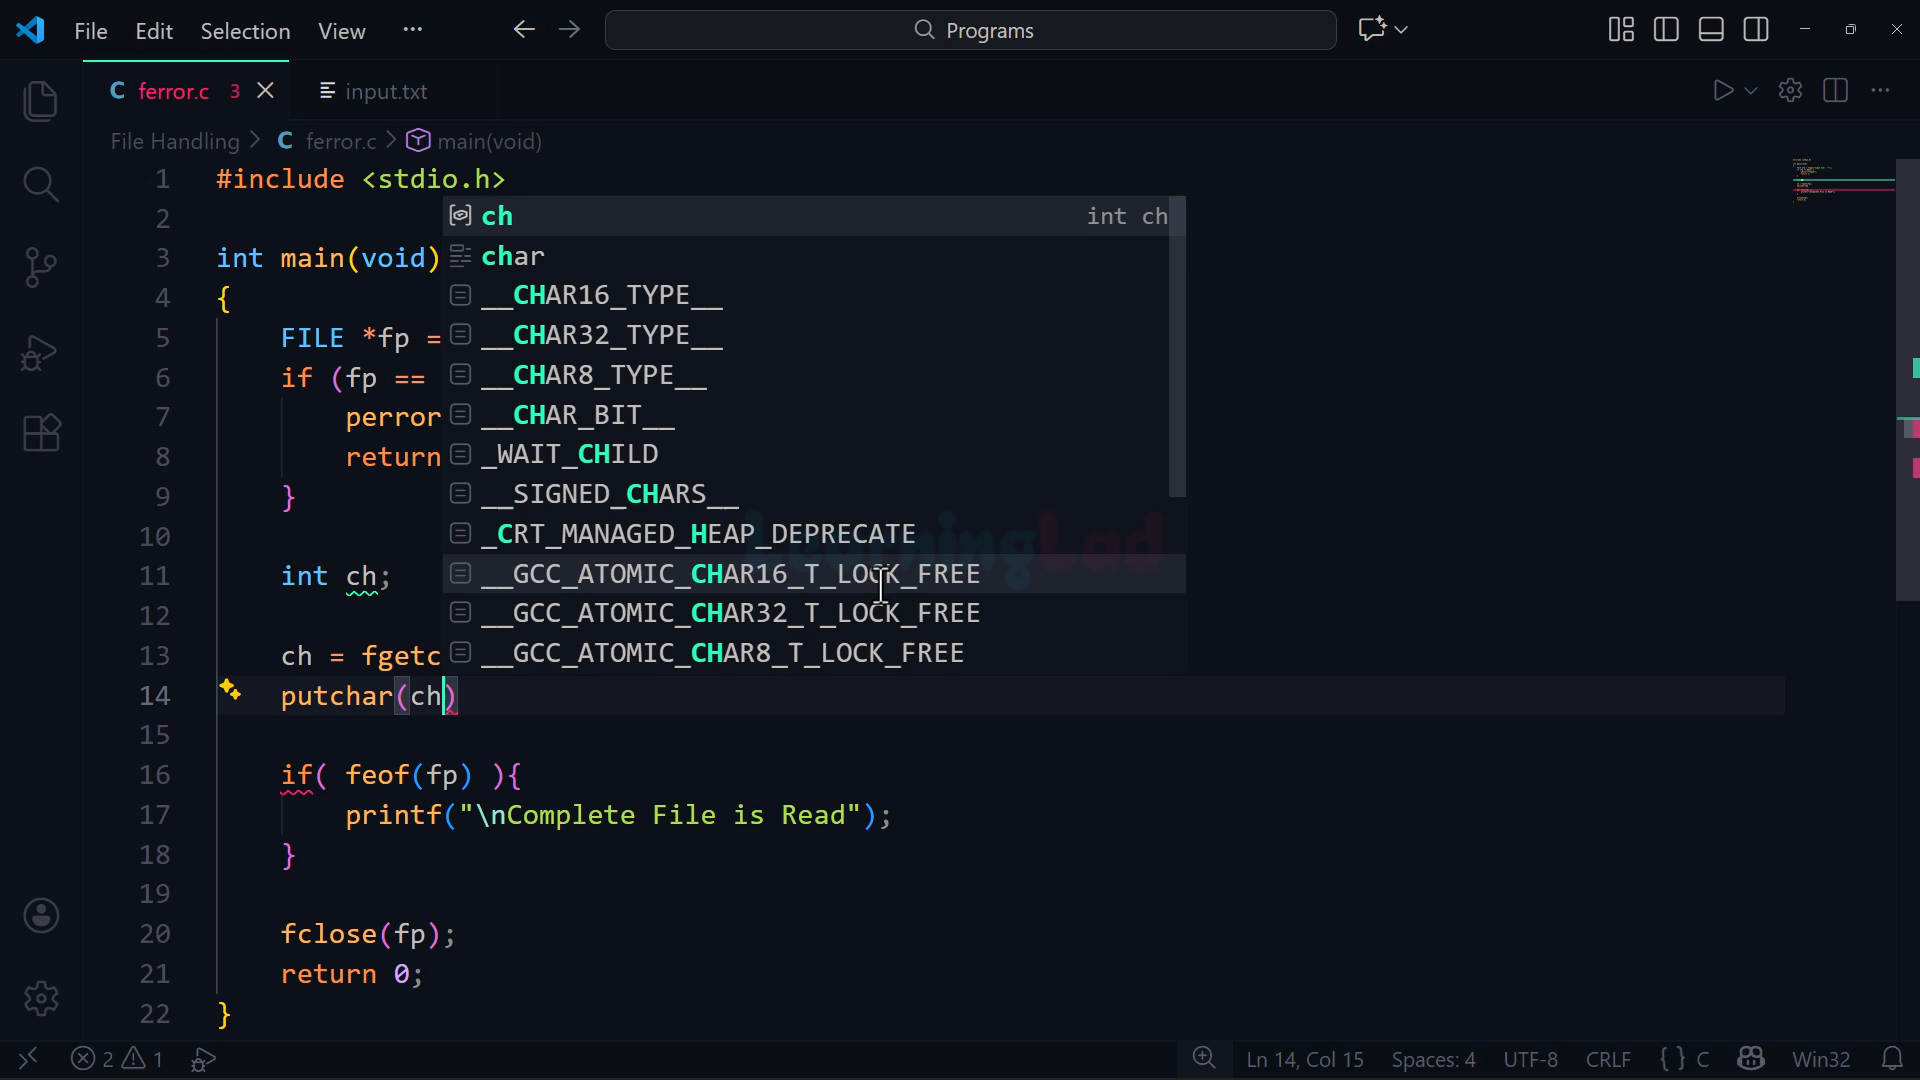 File Edit Selection View ··· Programs
ferror.c 3 input.txt
File Handling > C ferror.c > main(void)
1 #include <stdio.h>
2 ch int ch
3 int main(void) char
4 { __CHAR16_TYPE__
5 FILE *fp = __CHAR32_TYPE__
6 if (fp == __CHAR8_TYPE__
7 perror __CHAR_BIT__
8 return _WAIT_CHILD
9 } __SIGNED_CHARS__
10 _CRT_MANAGED_HEAP_DEPRECATE
LearningLad
11 int ch; __GCC_ATOMIC_CHAR16_T_LOCK_FREE
12 __GCC_ATOMIC_CHAR32_T_LOCK_FREE
13 ch = fgetc __GCC_ATOMIC_CHAR8_T_LOCK_FREE
14 putchar(ch)
15
16 if( feof(fp) ){
17 printf("\nComplete File is Read");
18 }
19
20 fclose(fp);
21 return 0;
22 }
2 1 Ln 14, Col 15 Spaces: 4 UTF-8 CRLF { } C Win32